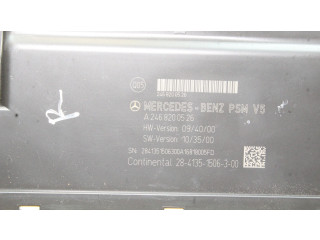 MERCEDES-BENZ PSM V5
A 246 820 05 26
HW-Version: 09/40/00
SW-Version: 10/35/00
Continental 28-4135-1506-3-00